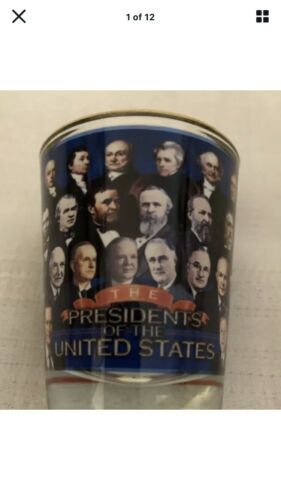 1 of 12
THE
PRESIDENTS
OF THE
UNITED STATES